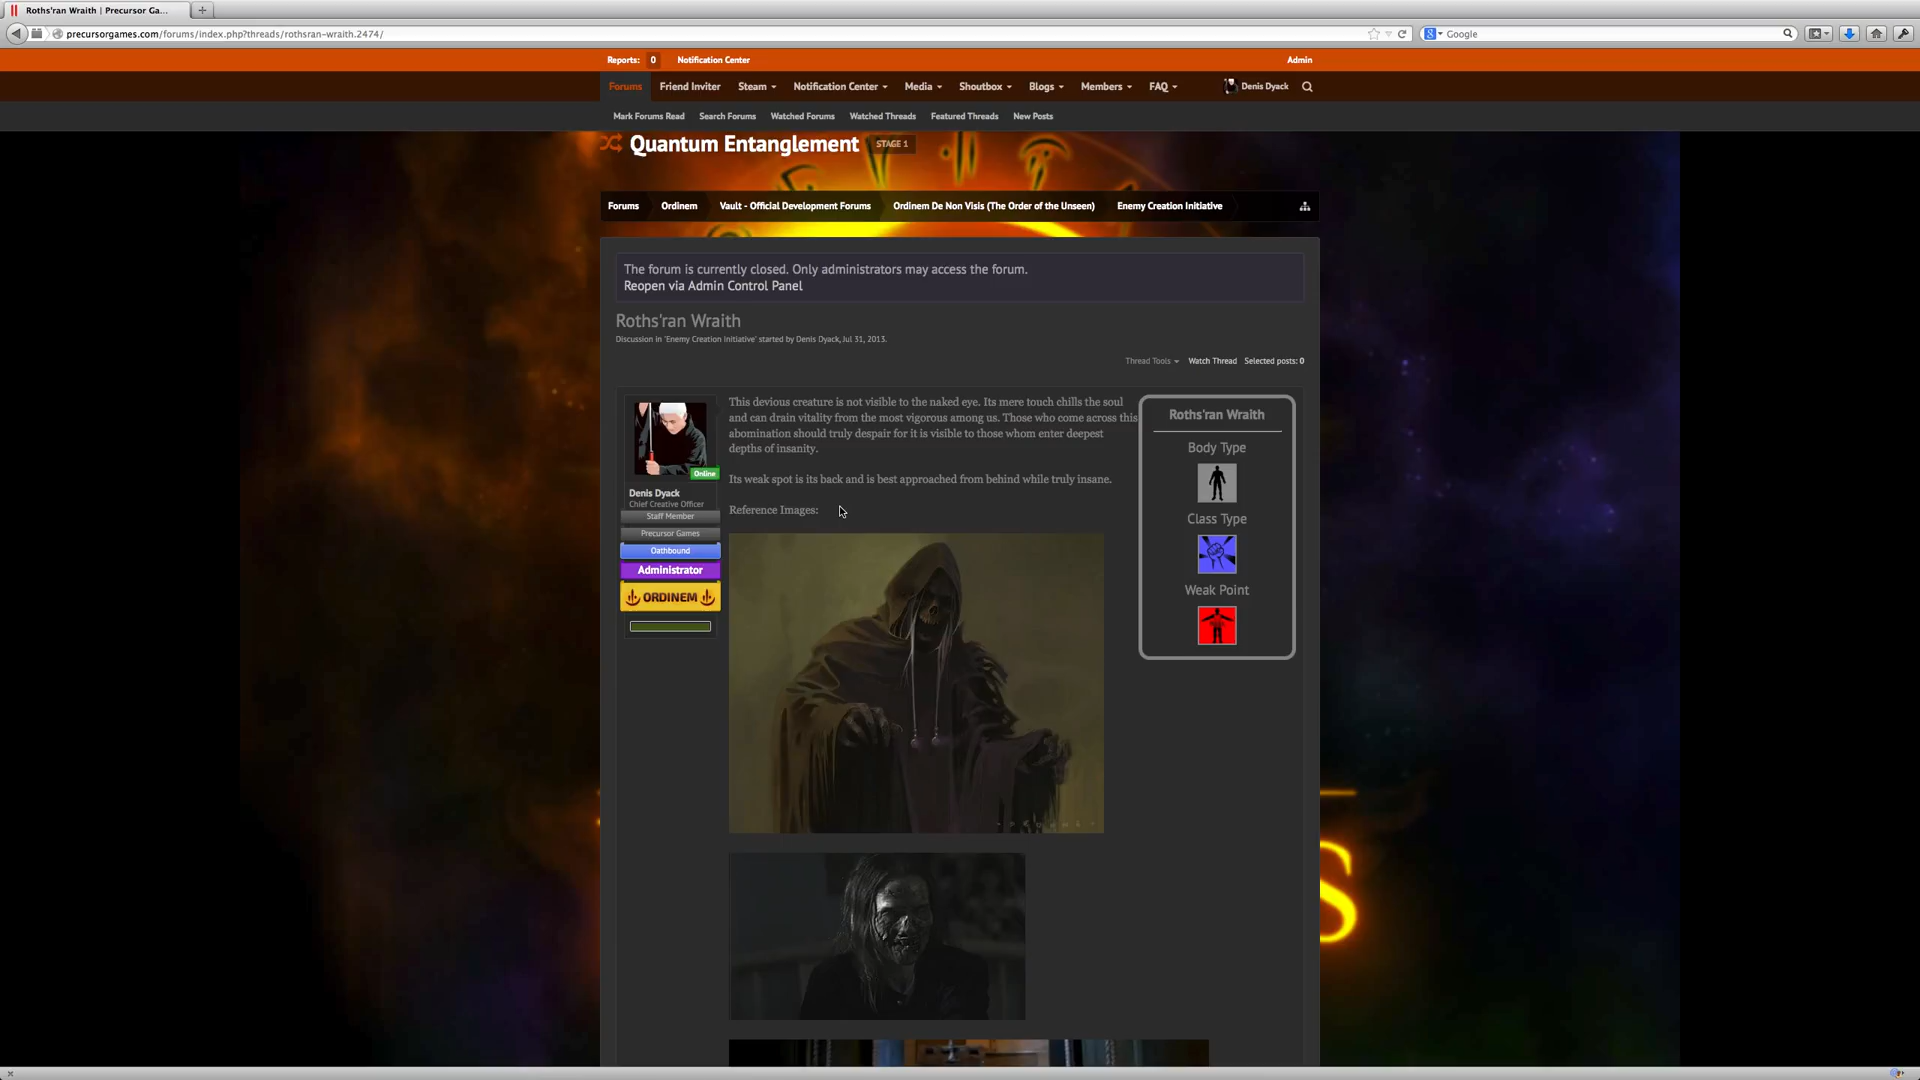 Roths'ran Wraith | Precursor Ga...
precursorgames.com/forums/index.php?threads/rothsran-wraith.2474/
Google
Reports: 0 Notification Center Admin
Forums Friend Inviter Steam Notification Center Media Shoutbox Blogs Members FAQ Denis Dyack
Mark Forums Read Search Forums Watched Forums Watched Threads Featured Threads New Posts
Quantum Entanglement STAGE 1
Forums Ordinem Vault - Official Development Forums Ordinem De Non Visis (The Order of the Unseen) Enemy Creation Initiative
The forum is currently closed. Only administrators may access the forum.
Reopen via Admin Control Panel
Roths'ran Wraith
Discussion in 'Enemy Creation Initiative' started by Denis Dyack, Jul 31, 2013.
Thread Tools Watch Thread Selected posts: 0
Online
Denis Dyack
Chief Creative Officer
Staff Member
Precursor Games
Oathbound
Administrator
ORDINEM
This devious creature is not visible to the naked eye. Its mere touch chills the soul
and can drain vitality from the most vigorous among us. Those who come across this
abomination should truly despair for it is visible to those whom enter deepest
depths of insanity.
Its weak spot is its back and is best approached from behind while truly insane.
Reference Images:
Roths'ran Wraith
Body Type
Class Type
Weak Point